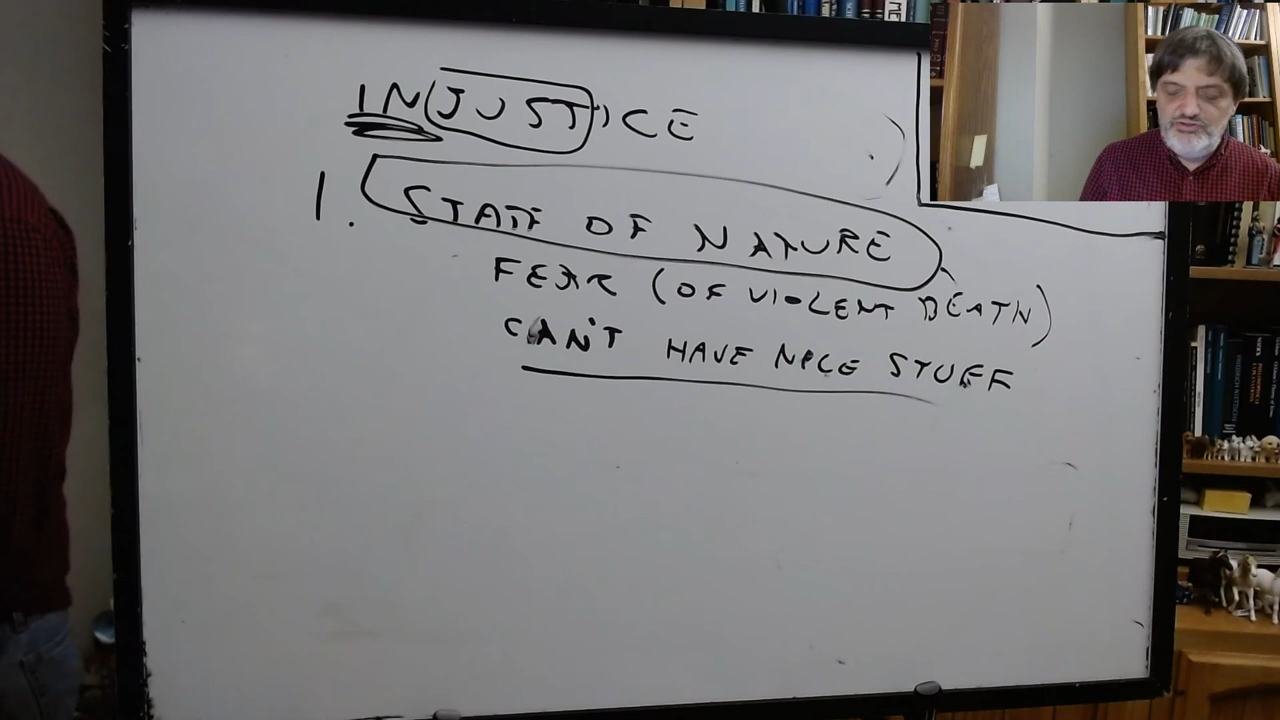 INJUSTICE
1. STATE OF NATURE
FEAR (OF VIOLENT DEATH)
CAN'T HAVE NICE STUFF